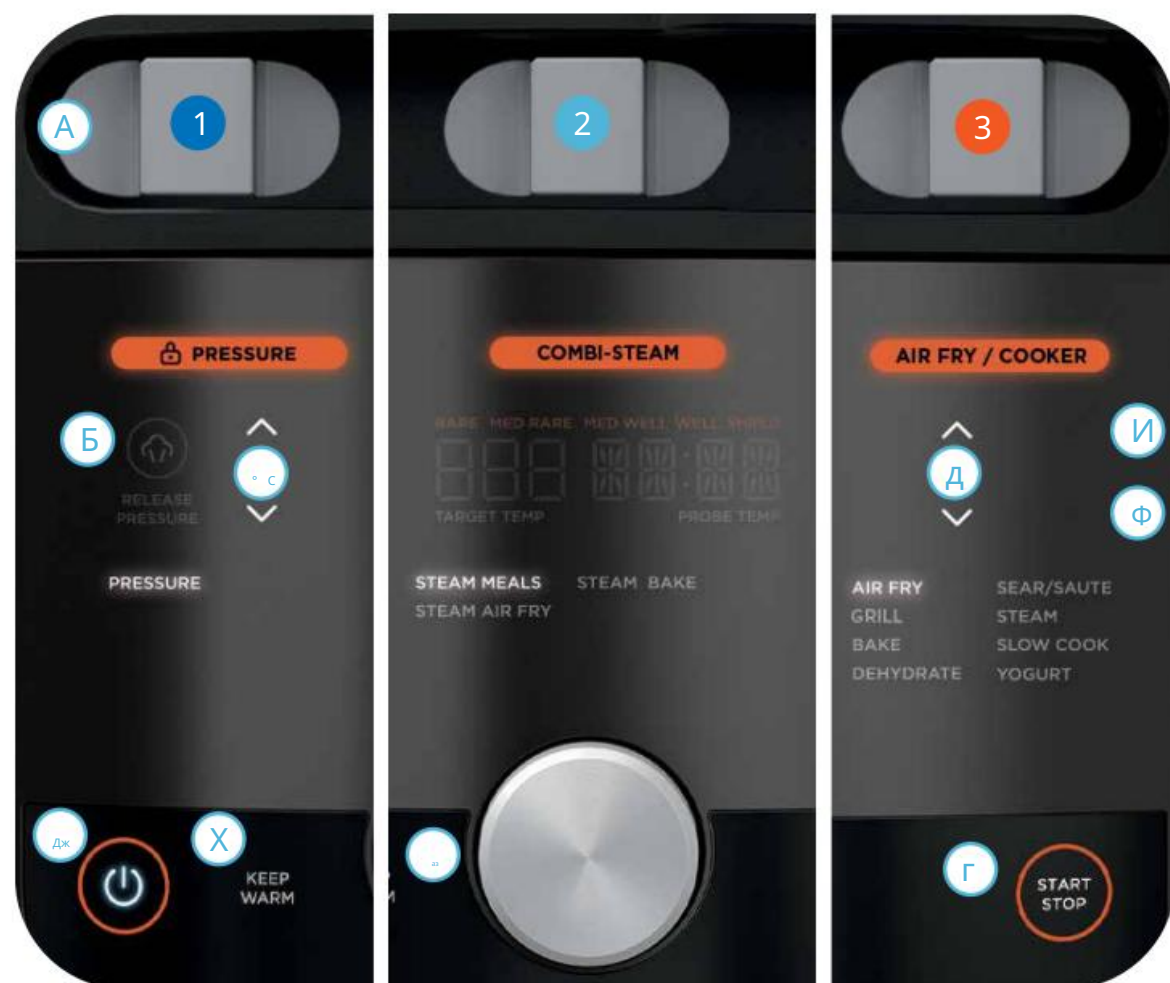 А
1
2
3
PRESSURE
COMBI-STEAM
AIR FRY / COOKER
Б
RELEASE
PRESSURE
° С
RARE MED RARE MED WELL WELL SHRED
TARGET TEMP PROBE TEMP
Д
И
Ф
PRESSURE
STEAM MEALS STEAM BAKE
STEAM AIR FRY
AIR FRY SEAR/SAUTE
GRILL STEAM
BAKE SLOW COOK
DEHYDRATE YOGURT
Дж
Х
KEEP
WARM
Г
START
STOP